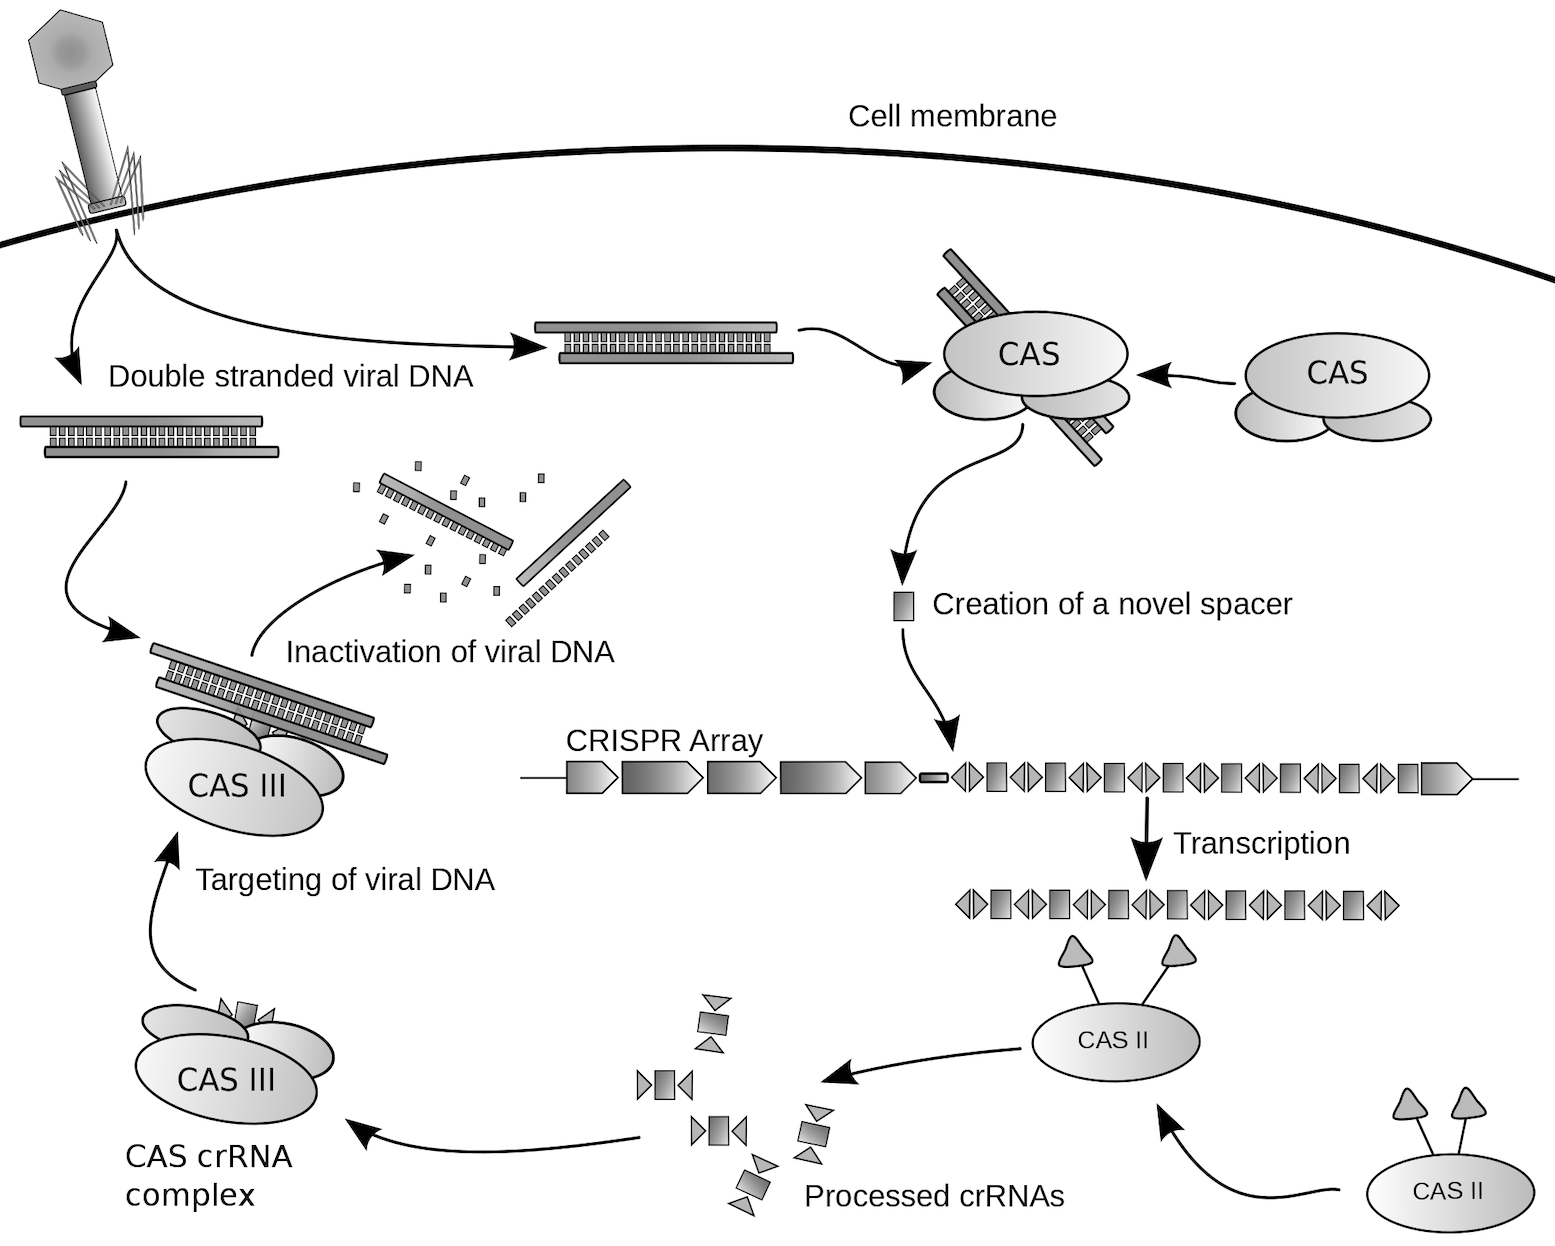 Cell membrane
CAS
CAS
Double stranded viral DNA
Creation of a novel spacer
Inactivation of viral DNA
CRISPR Array
CAS III
Transcription
Targeting of viral DNA
CAS II
CAS III
CAS crRNA
complex
Processed crRNAs
CAS II